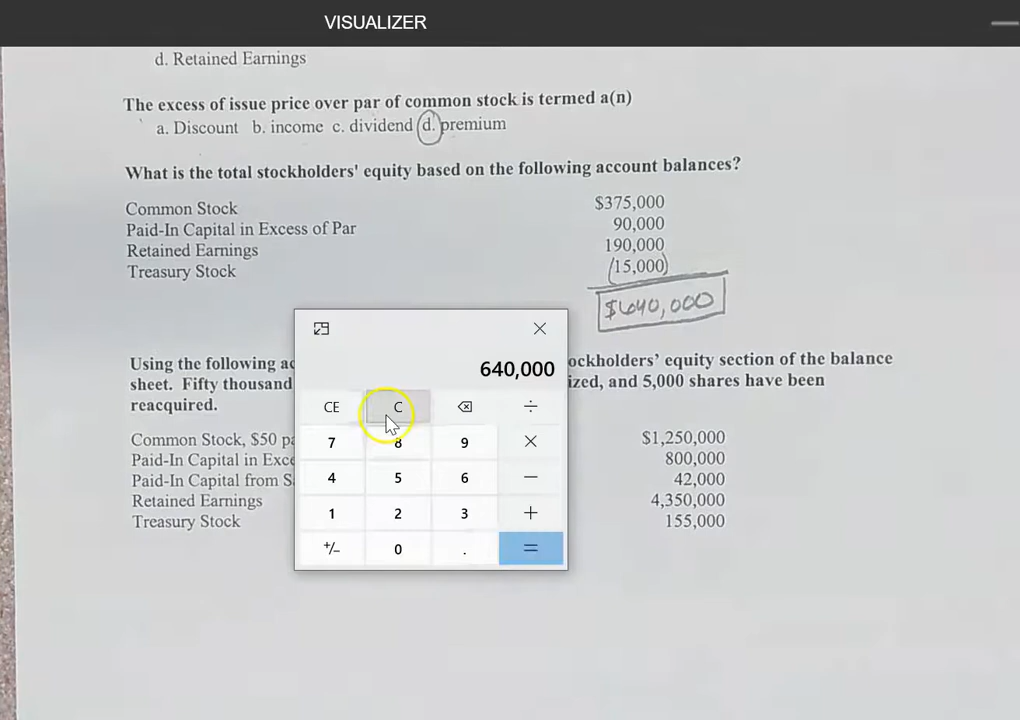 VISUALIZER
d. Retained Earnings
The excess of issue price over par of common stock is termed a(n)
a. Discount b. income c. dividend d. premium
What is the total stockholders' equity based on the following account balances?
Common Stock $375,000
Paid-In Capital in Excess of Par 90,000
Retained Earnings 190,000
Treasury Stock (15,000)
$640,000
640,000
Using the following ockholders' equity section of the balance
sheet. Fifty thousand ized, and 5,000 shares have been
reacquired.
CE C ÷
7 8 9 ×
4 5 6 −
1 2 3 +
+/− 0 . =
Common Stock, $50 pa $1,250,000
Paid-In Capital in Exce 800,000
Paid-In Capital from S 42,000
Retained Earnings 4,350,000
Treasury Stock 155,000